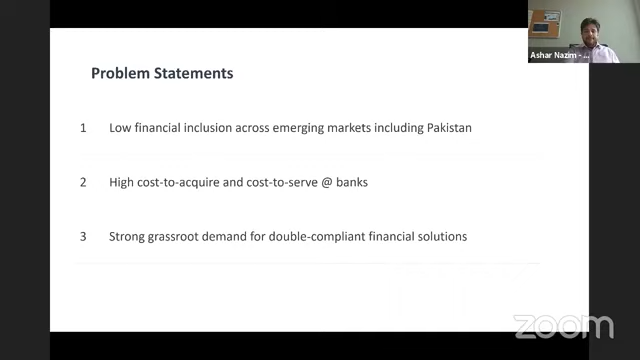 Problem Statements
1 Low financial inclusion across emerging markets including Pakistan
2 High cost-to-acquire and cost-to-serve @ banks
3 Strong grassroot demand for double-compliant financial solutions
Ashar Nazim - ...
zoom